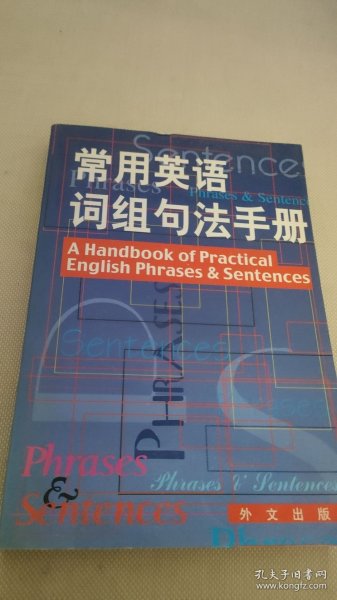 Sentences
常用英语
Phrases
Phrases & Sentenc
词组句法手册
A Handbook of Practical
English Phrases & Sentences
PHRASES
Sentences
Phrases
&
Sentences
Phrases & Sentences
外文出版
孔夫子旧书网